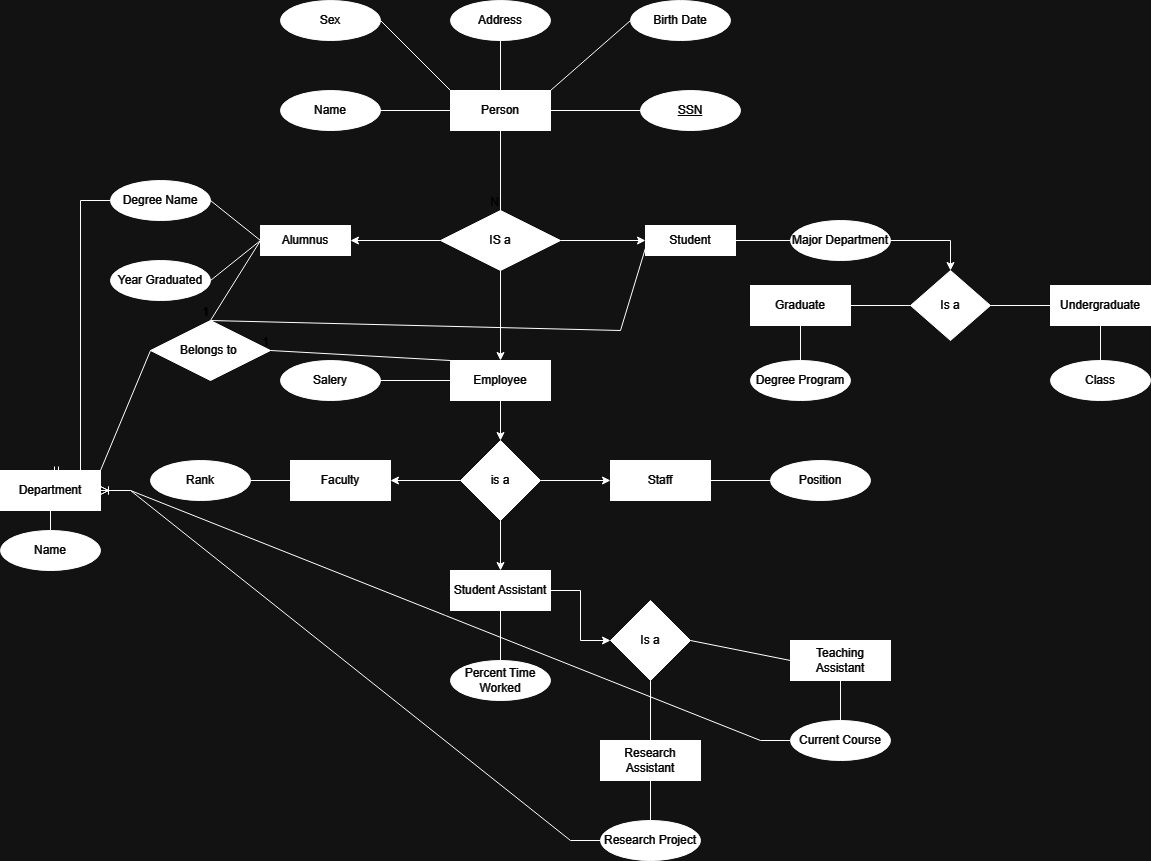 Sex
Address
Birth Date
Name
Person
SSN
N
Degree Name
Alumnus
IS a
Student
Major Department
Year Graduated
Graduate
Is a
Undergraduate
1
Belongs to
1
Salery
Employee
Degree Program
Class
Department
Rank
Faculty
is a
Staff
Position
Name
Student Assistant
Is a
Teaching
Assistant
Percent Time
Worked
Current Course
Research
Assistant
Research Project